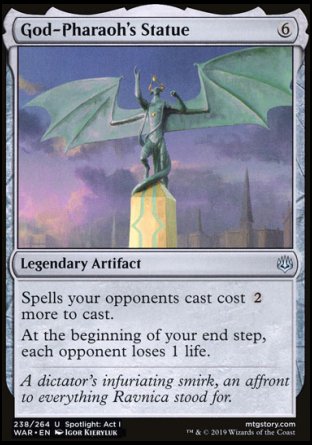 God-Pharaoh's Statue 6
Legendary Artifact
Spells your opponents cast cost 2
more to cast.
At the beginning of your end step,
each opponent loses 1 life.
A dictator's infuriating smirk, an affront
to everything Ravnica stood for.
238/264 U Spotlight: Act I mtgstory.com
WAR • EN Igor Kieryluk ™ & © 2019 Wizards of the Coast